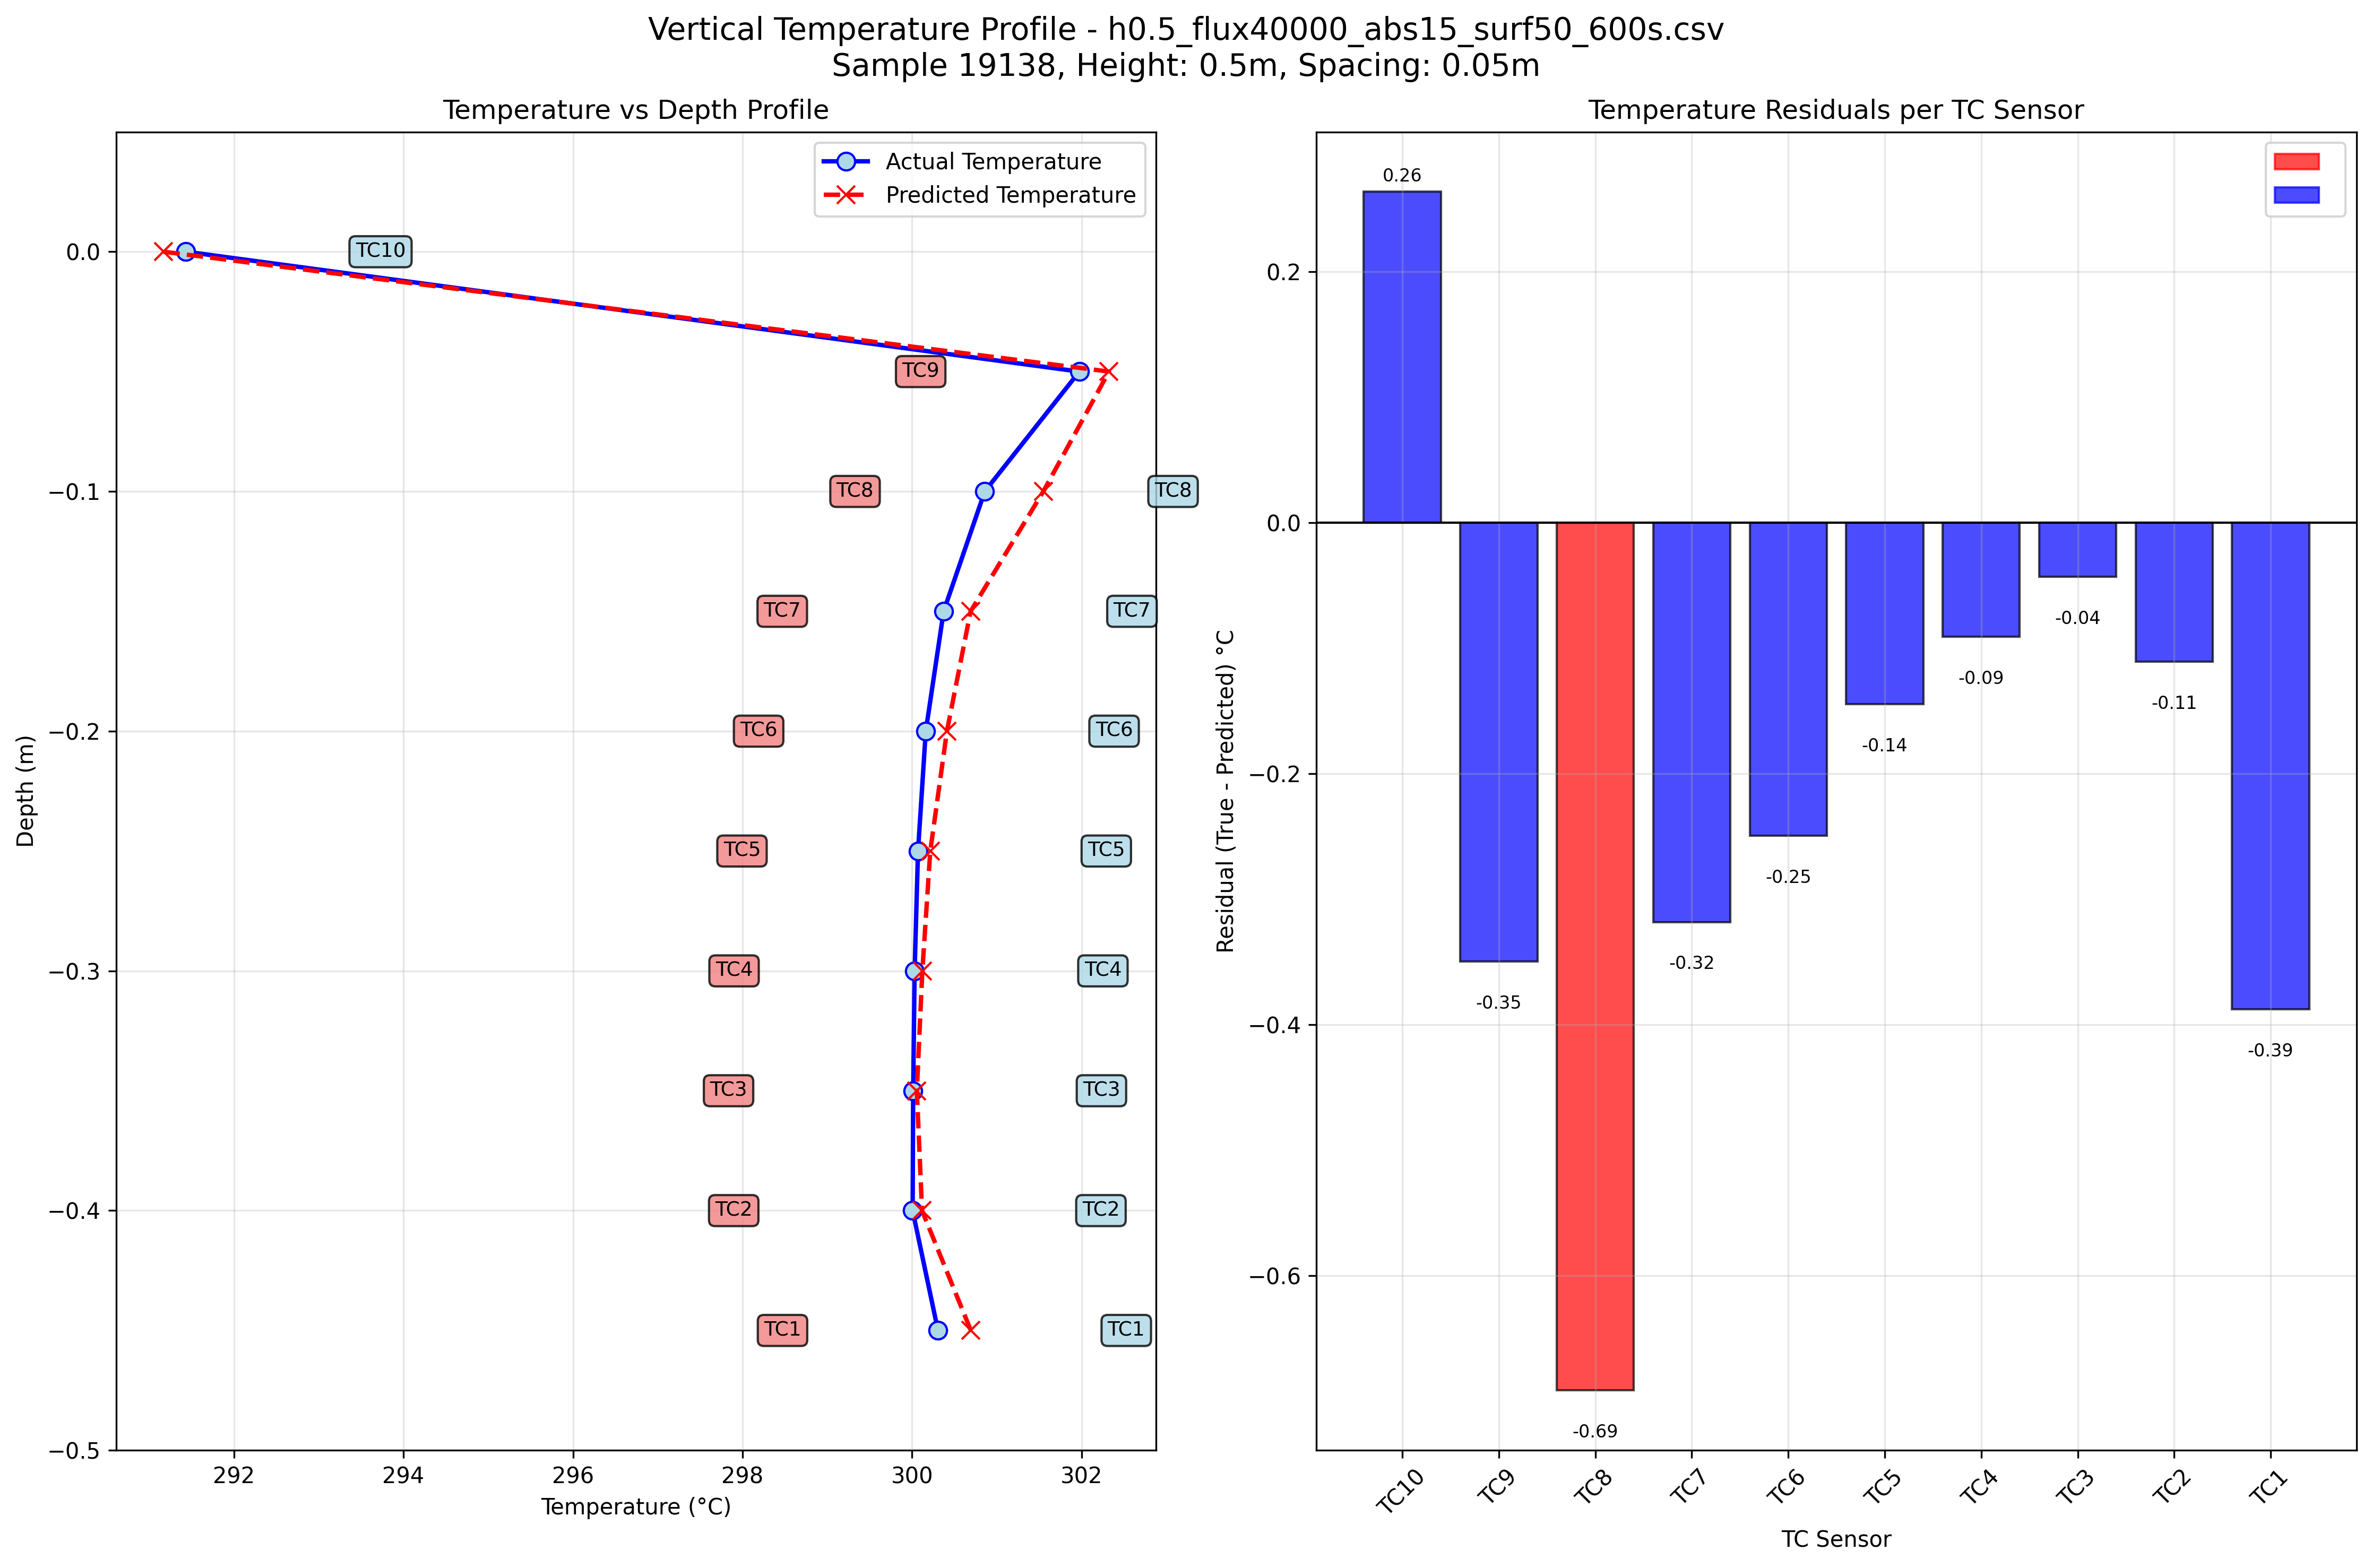 Vertical Temperature Profile - h0.5_flux40000_abs15_surf50_600s.csv
Sample 19138, Height: 0.5m, Spacing: 0.05m
Temperature vs Depth Profile
Actual Temperature
Predicted Temperature
TC10
TC9
TC8
TC8
TC7
TC7
TC6
TC6
TC5
TC5
TC4
TC4
TC3
TC3
TC2
TC2
TC1
TC1
0.0
−0.1
−0.2
−0.3
−0.4
−0.5
Depth (m)
292
294
296
298
300
302
Temperature (°C)
Temperature Residuals per TC Sensor
0.26
-0.35
-0.69
-0.32
-0.25
-0.14
-0.09
-0.04
-0.11
-0.39
0.2
0.0
−0.2
−0.4
−0.6
Residual (True - Predicted) °C
TC10
TC9
TC8
TC7
TC6
TC5
TC4
TC3
TC2
TC1
TC Sensor